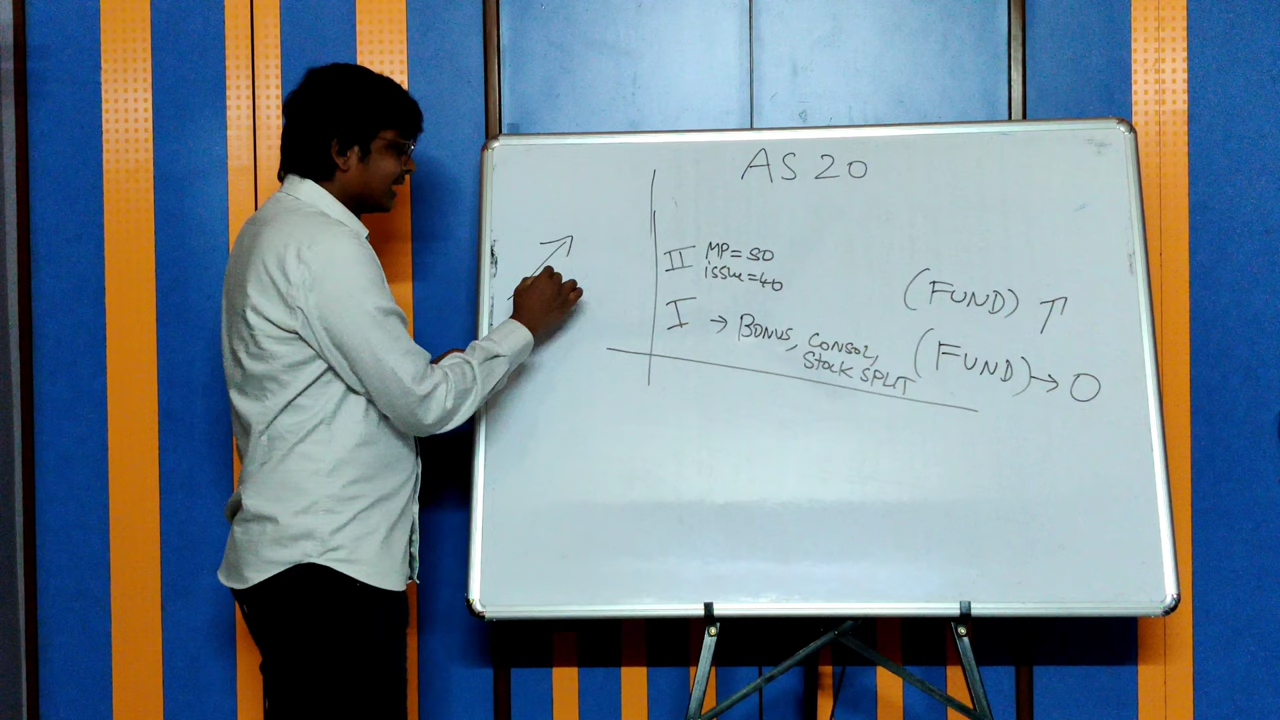 AS 20
II MP=50
issue=40
(FUND) ↑
I → BONUS, CONSOL,
STOCK SPLIT
(FUND) → 0